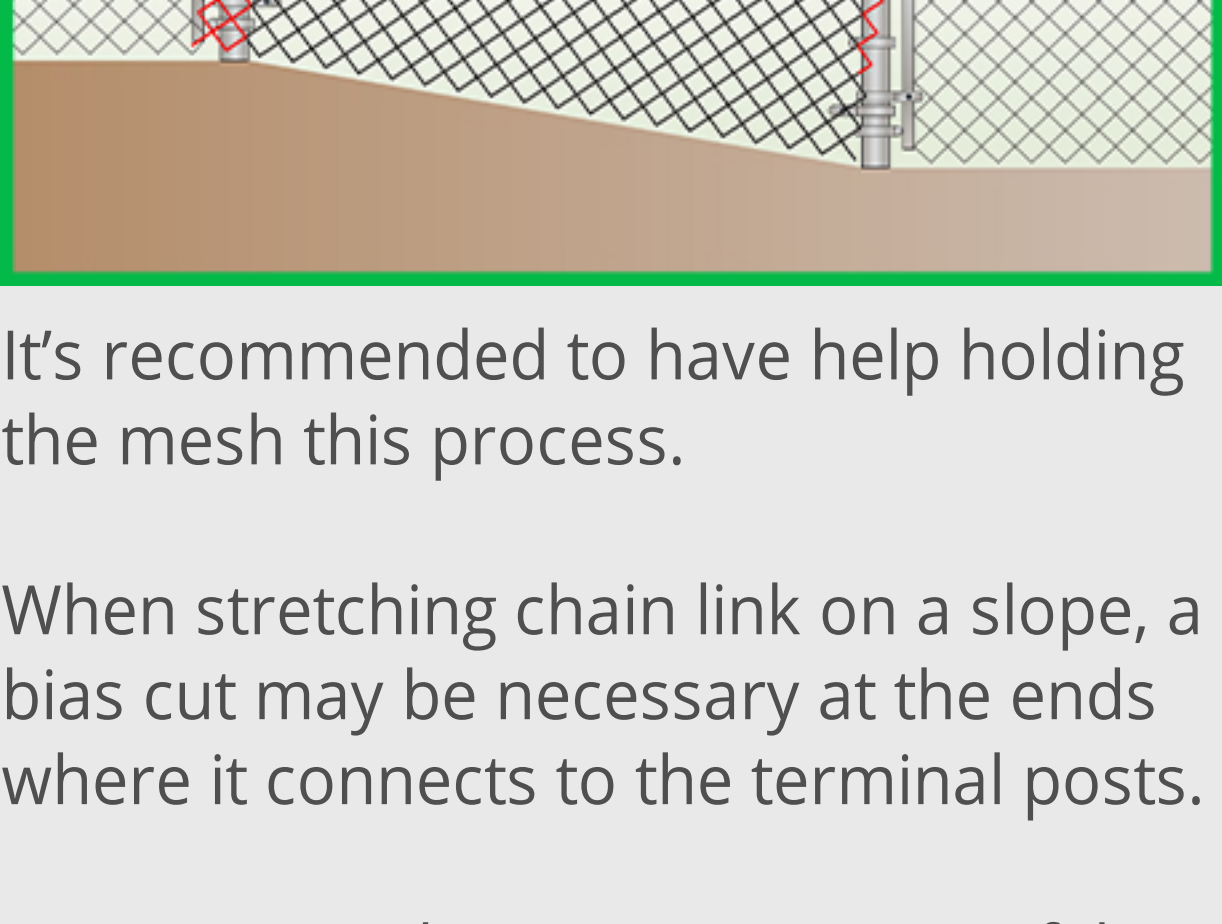 It’s recommended to have help holding
the mesh this process.
When stretching chain link on a slope, a
bias cut may be necessary at the ends
where it connects to the terminal posts.